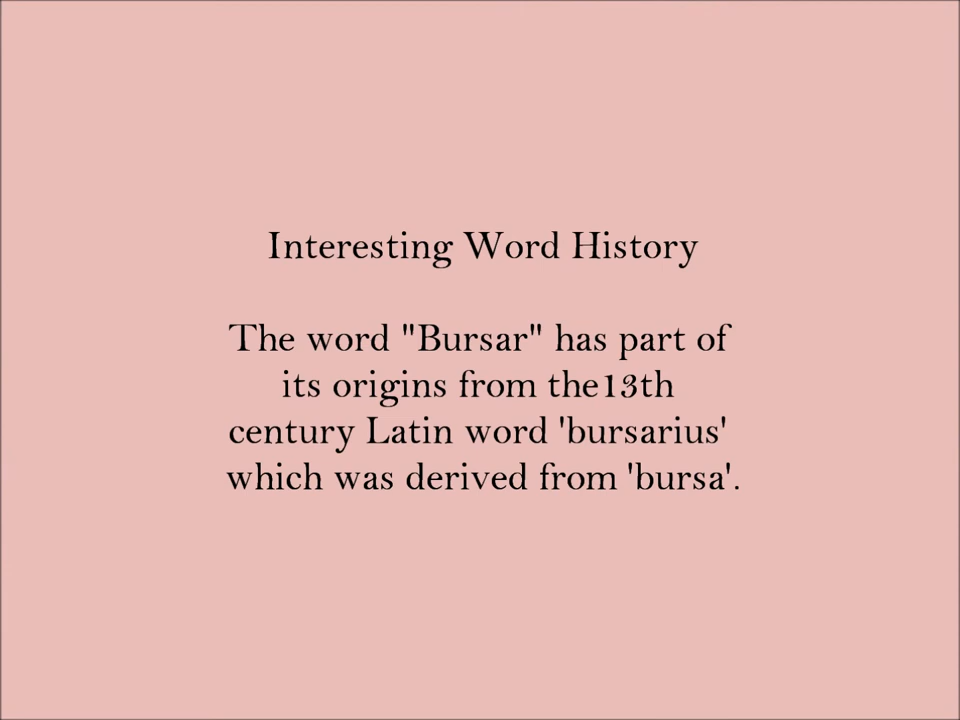 Interesting Word History
The word "Bursar" has part of
its origins from the13th
century Latin word 'bursarius'
which was derived from 'bursa'.